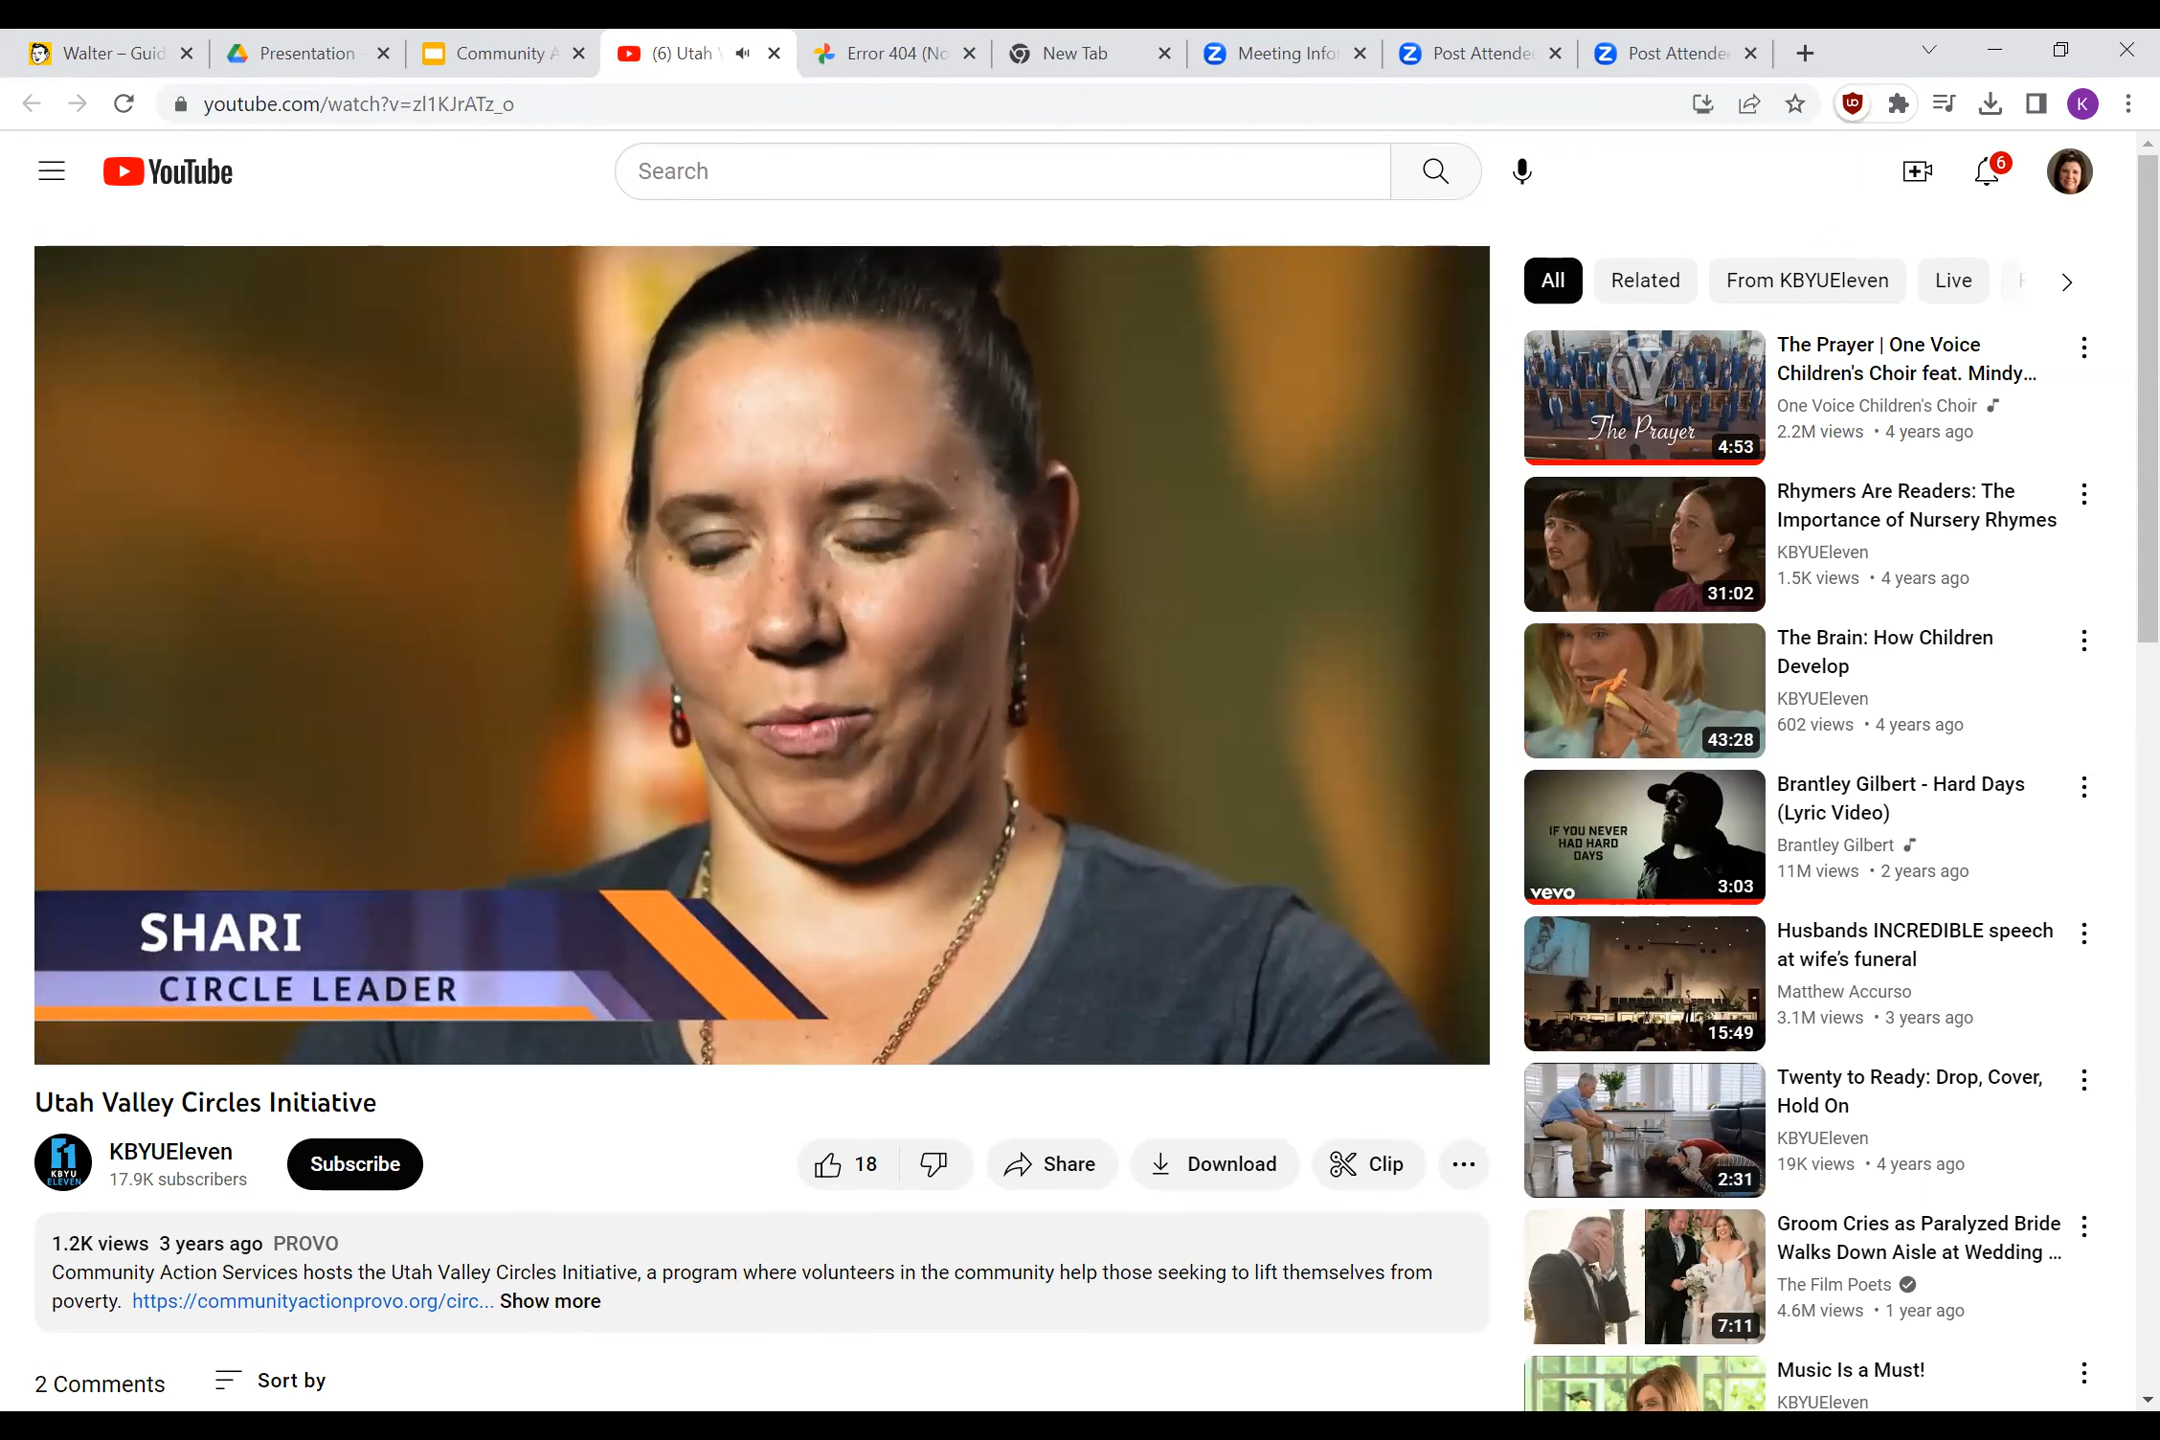 Walter – Guid
Presentation -
Community A
(6) Utah V
Error 404 (No
New Tab
Meeting Infor
Post Attendee
Post Attendee
youtube.com/watch?v=zl1KJrATz_o
K
YouTube
Search
6
SHARI
CIRCLE LEADER
Utah Valley Circles Initiative
KBYU
ELEVEN
KBYUEleven
17.9K subscribers
Subscribe
18
Share
Download
Clip
1.2K views 3 years ago PROVO
Community Action Services hosts the Utah Valley Circles Initiative, a program where volunteers in the community help those seeking to lift themselves from
poverty. https://communityactionprovo.org/circ... Show more
2 Comments
Sort by
All
Related
From KBYUEleven
Live
The Prayer
4:53
The Prayer | One Voice
Children's Choir feat. Mindy...
One Voice Children's Choir
2.2M views • 4 years ago
31:02
Rhymers Are Readers: The
Importance of Nursery Rhymes
KBYUEleven
1.5K views • 4 years ago
43:28
The Brain: How Children
Develop
KBYUEleven
602 views • 4 years ago
IF YOU NEVER
HAD HARD
DAYS
vevo
3:03
Brantley Gilbert - Hard Days
(Lyric Video)
Brantley Gilbert
11M views • 2 years ago
15:49
Husbands INCREDIBLE speech
at wife’s funeral
Matthew Accurso
3.1M views • 3 years ago
2:31
Twenty to Ready: Drop, Cover,
Hold On
KBYUEleven
19K views • 4 years ago
7:11
Groom Cries as Paralyzed Bride
Walks Down Aisle at Wedding ...
The Film Poets
4.6M views • 1 year ago
Music Is a Must!
KBYUEleven